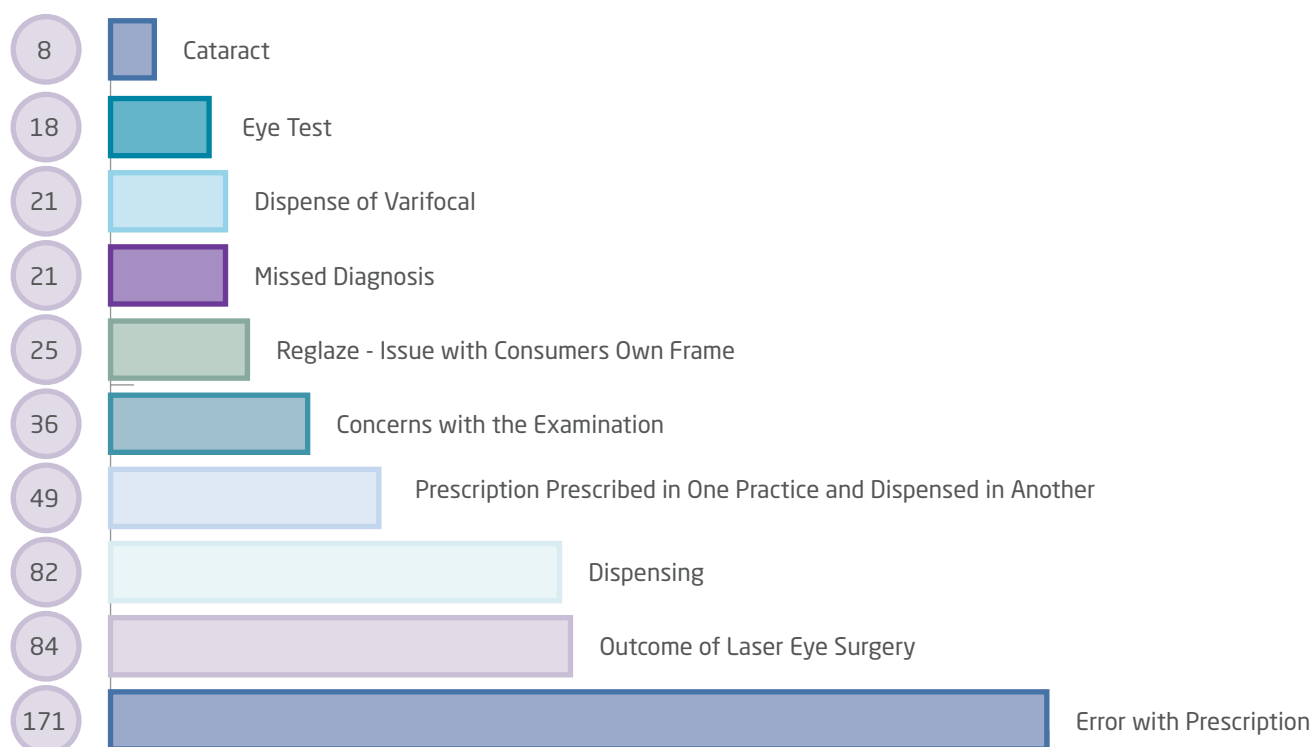 8 Cataract
18 Eye Test
21 Dispense of Varifocal
21 Missed Diagnosis
25 Reglaze - Issue with Consumers Own Frame
36 Concerns with the Examination
49 Prescription Prescribed in One Practice and Dispensed in Another
82 Dispensing
84 Outcome of Laser Eye Surgery
171 Error with Prescription